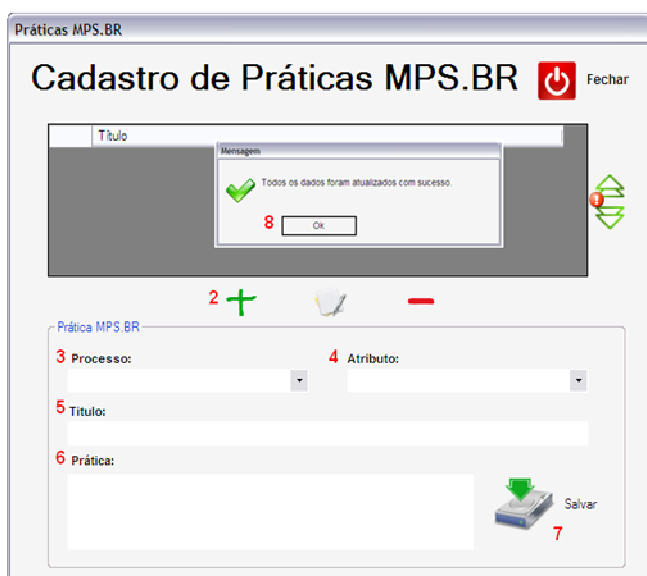 Práticas MPS.BR
Cadastro de Práticas MPS.BR Fechar
Título
Mensagem
Todos os dados foram atualizados com sucesso.
8 Ok
2
Prática MPS.BR
3 Processo: 4 Atributo:
5 Titulo:
6 Prática:
Salvar
7